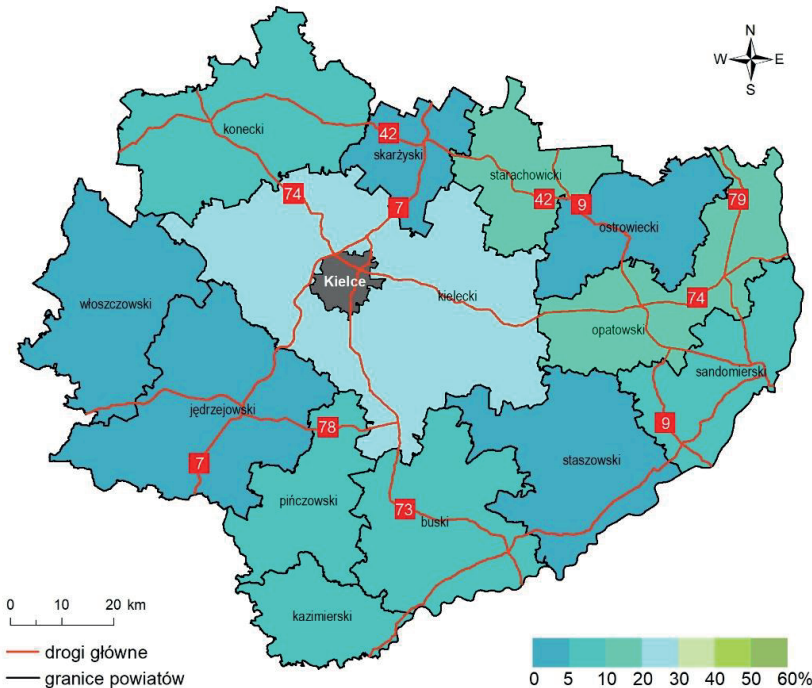 N
W E
S
konecki
42
skarżyski
starachowicki
74
7
42
9
79
ostrowiecki
Kielce
kielecki
74
włoszczowski
opatowski
sandomierski
jędrzejowski
78
9
7
staszowski
pińczowski
73
buski
kazimierski
0 10 20 km
drogi główne
granice powiatów
0 5 10 20 30 40 50 60%